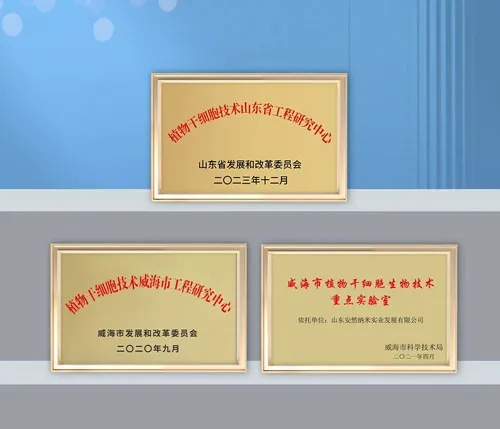 植物干细胞技术山东省工程研究中心
山东省发展和改革委员会
二〇二三年十二月
植物干细胞技术威海市工程研究中心
威海市发展和改革委员会
二〇二〇年九月
威海市植物干细胞生物技术
重点实验室
依托单位：山东安然纳米实业发展有限公司
威海市科学技术局
二〇二一年四月